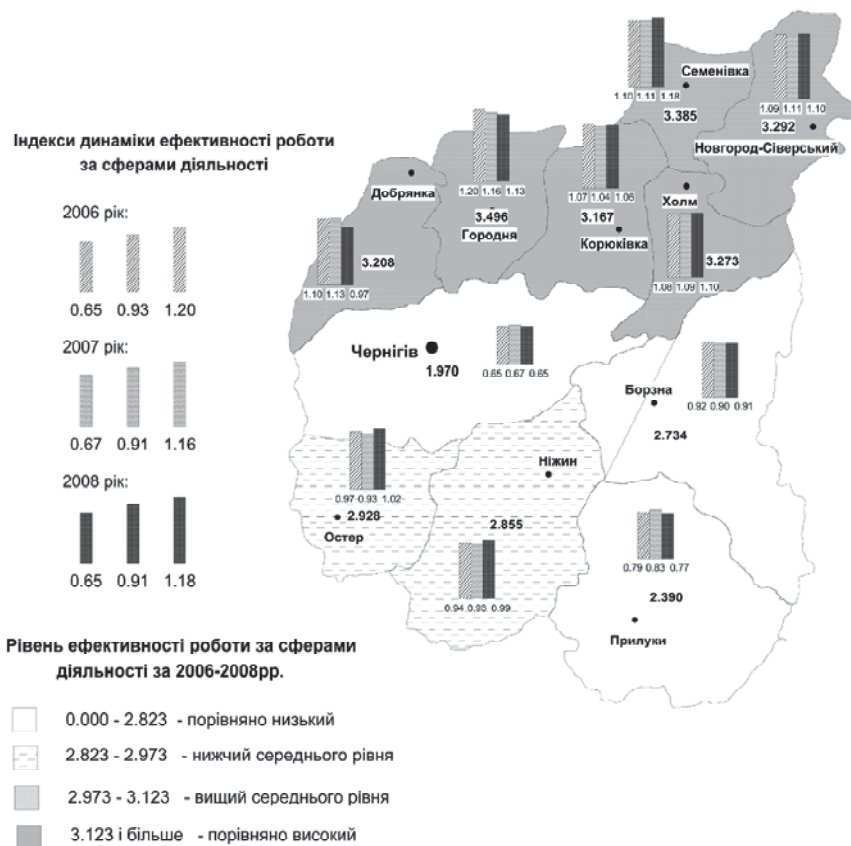 Індекси динаміки ефективності роботи
за сферами діяльності
2006 рік:
0.65 0.93 1.20
2007 рік:
0.67 0.91 1.16
2008 рік:
0.65 0.91 1.18
Семенівка
1.10 1.11 1.18
3.385
1.09 1.11 1.10
3.292
Новгород-Сіверський
Добрянка
1.20 1.16 1.13
3.496
Городня
1.07 1.04 1.06
3.167
Корюківка
Холм
3.273
1.08 1.09 1.10
3.208
1.10 1.13 0.97
Чернігів
1.970
0.65 0.67 0.65
0.92 0.90 0.91
Борзна
2.734
0.97 0.93 1.02
2.928
Остер
Ніжин
2.855
0.94 0.93 0.99
0.79 0.83 0.77
2.390
Прилуки
Рівень ефективності роботи за сферами
діяльності за 2006-2008рр.
0.000 - 2.823 - порівняно низький
2.823 - 2.973 - нижчий середнього рівня
2.973 - 3.123 - вищий середнього рівня
3.123 і більше - порівняно високий